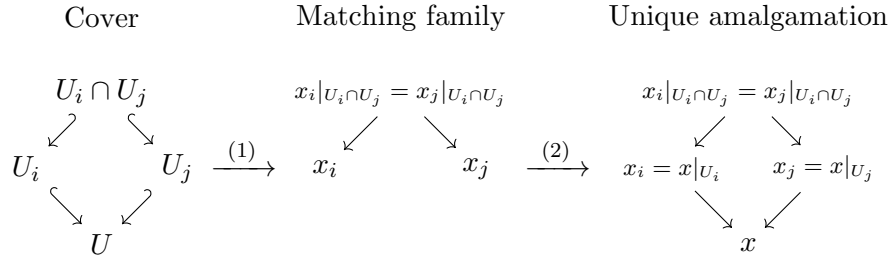 Cover Matching family Unique amalgamation
U_i ∩ U_j x_i|_{U_i∩U_j} = x_j|_{U_i∩U_j} x_i|_{U_i∩U_j} = x_j|_{U_i∩U_j}
U_i U_j (1) x_i x_j (2) x_i = x|_{U_i} x_j = x|_{U_j}
U x